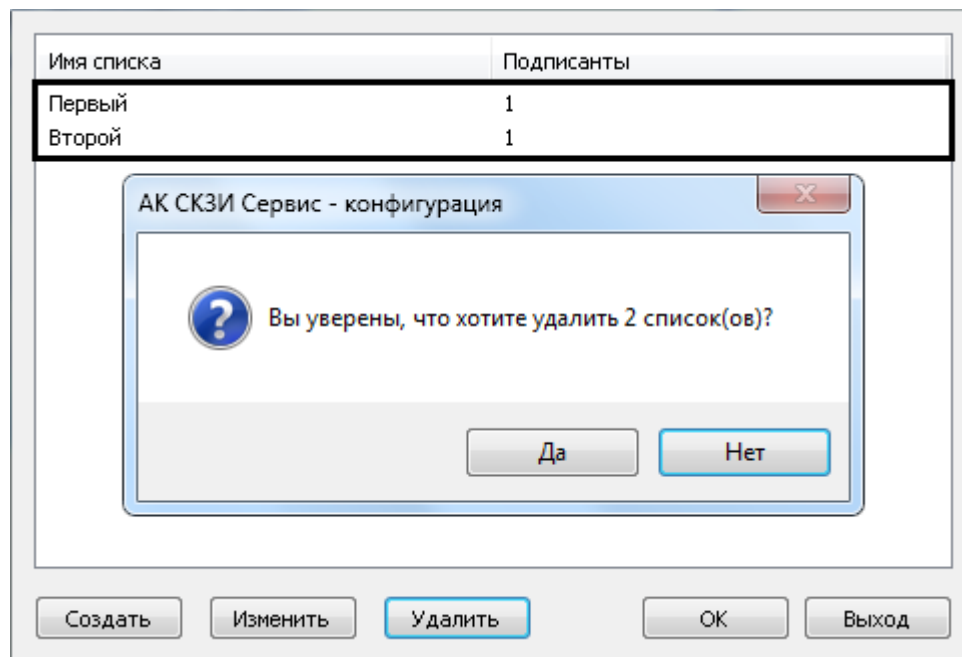 Имя списка Подписанты
Первый 1
Второй 1
АК СКЗИ Сервис - конфигурация
Вы уверены, что хотите удалить 2 список(ов)?
Да Нет
Создать Изменить Удалить ОК Выход